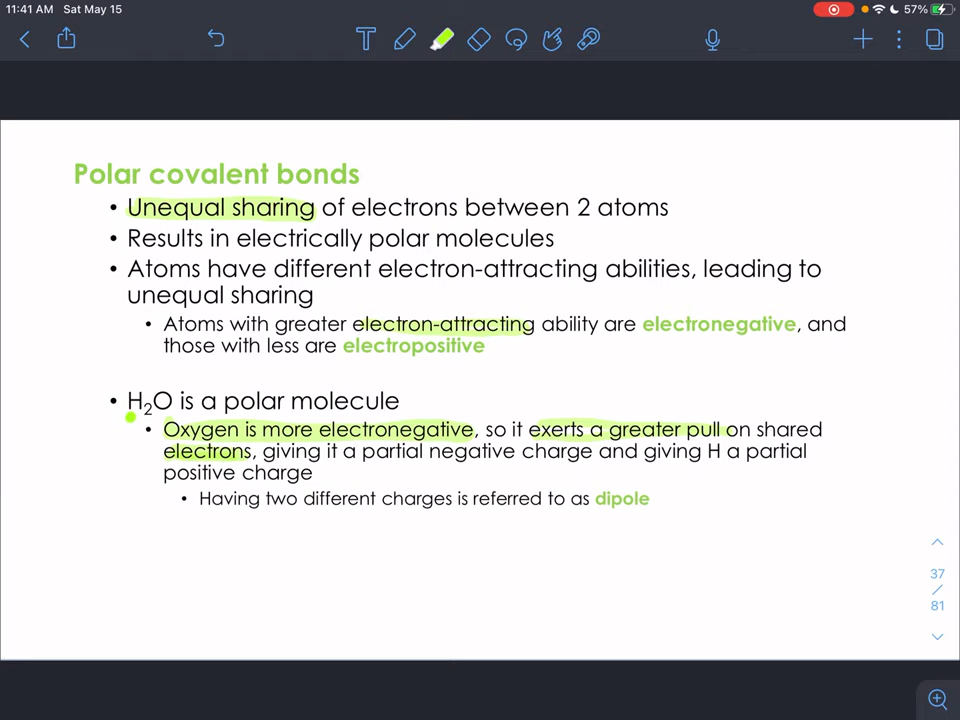 11:41 AM Sat May 15
57%
Polar covalent bonds
• Unequal sharing of electrons between 2 atoms
• Results in electrically polar molecules
• Atoms have different electron-attracting abilities, leading to
unequal sharing
• Atoms with greater electron-attracting ability are electronegative, and
those with less are electropositive
• H₂O is a polar molecule
• Oxygen is more electronegative, so it exerts a greater pull on shared
electrons, giving it a partial negative charge and giving H a partial
positive charge
• Having two different charges is referred to as dipole
37
/
81